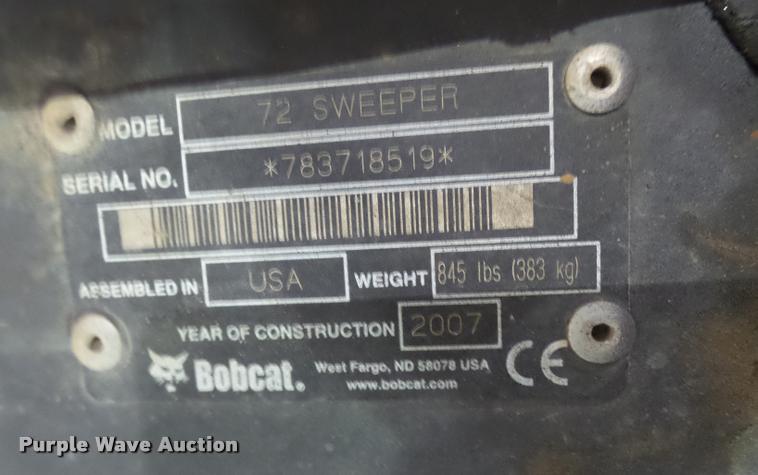 MODEL 72 SWEEPER
SERIAL NO. *783718519*
ASSEMBLED IN USA WEIGHT 845 lbs (383 kg)
YEAR OF CONSTRUCTION 2007
Bobcat. West Fargo, ND 58078 USA CE
www.bobcat.com
Purple Wave Auction